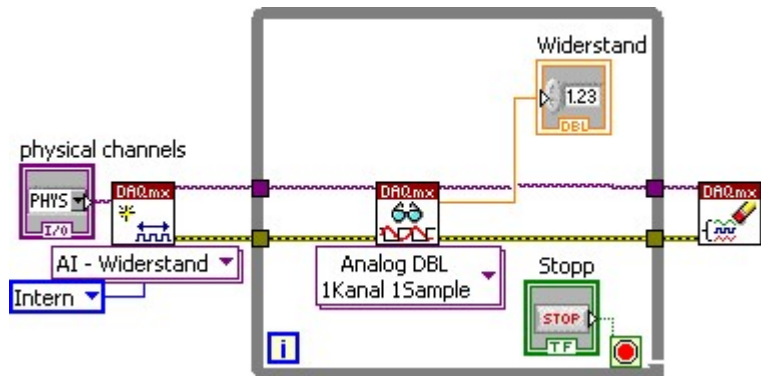 Widerstand
1.23
DBL
physical channels
PHYS
I/O
DAQmx
DAQmx
DAQmx
AI - Widerstand
Intern
Analog DBL
1Kanal 1Sample
Stopp
STOP
TF
i